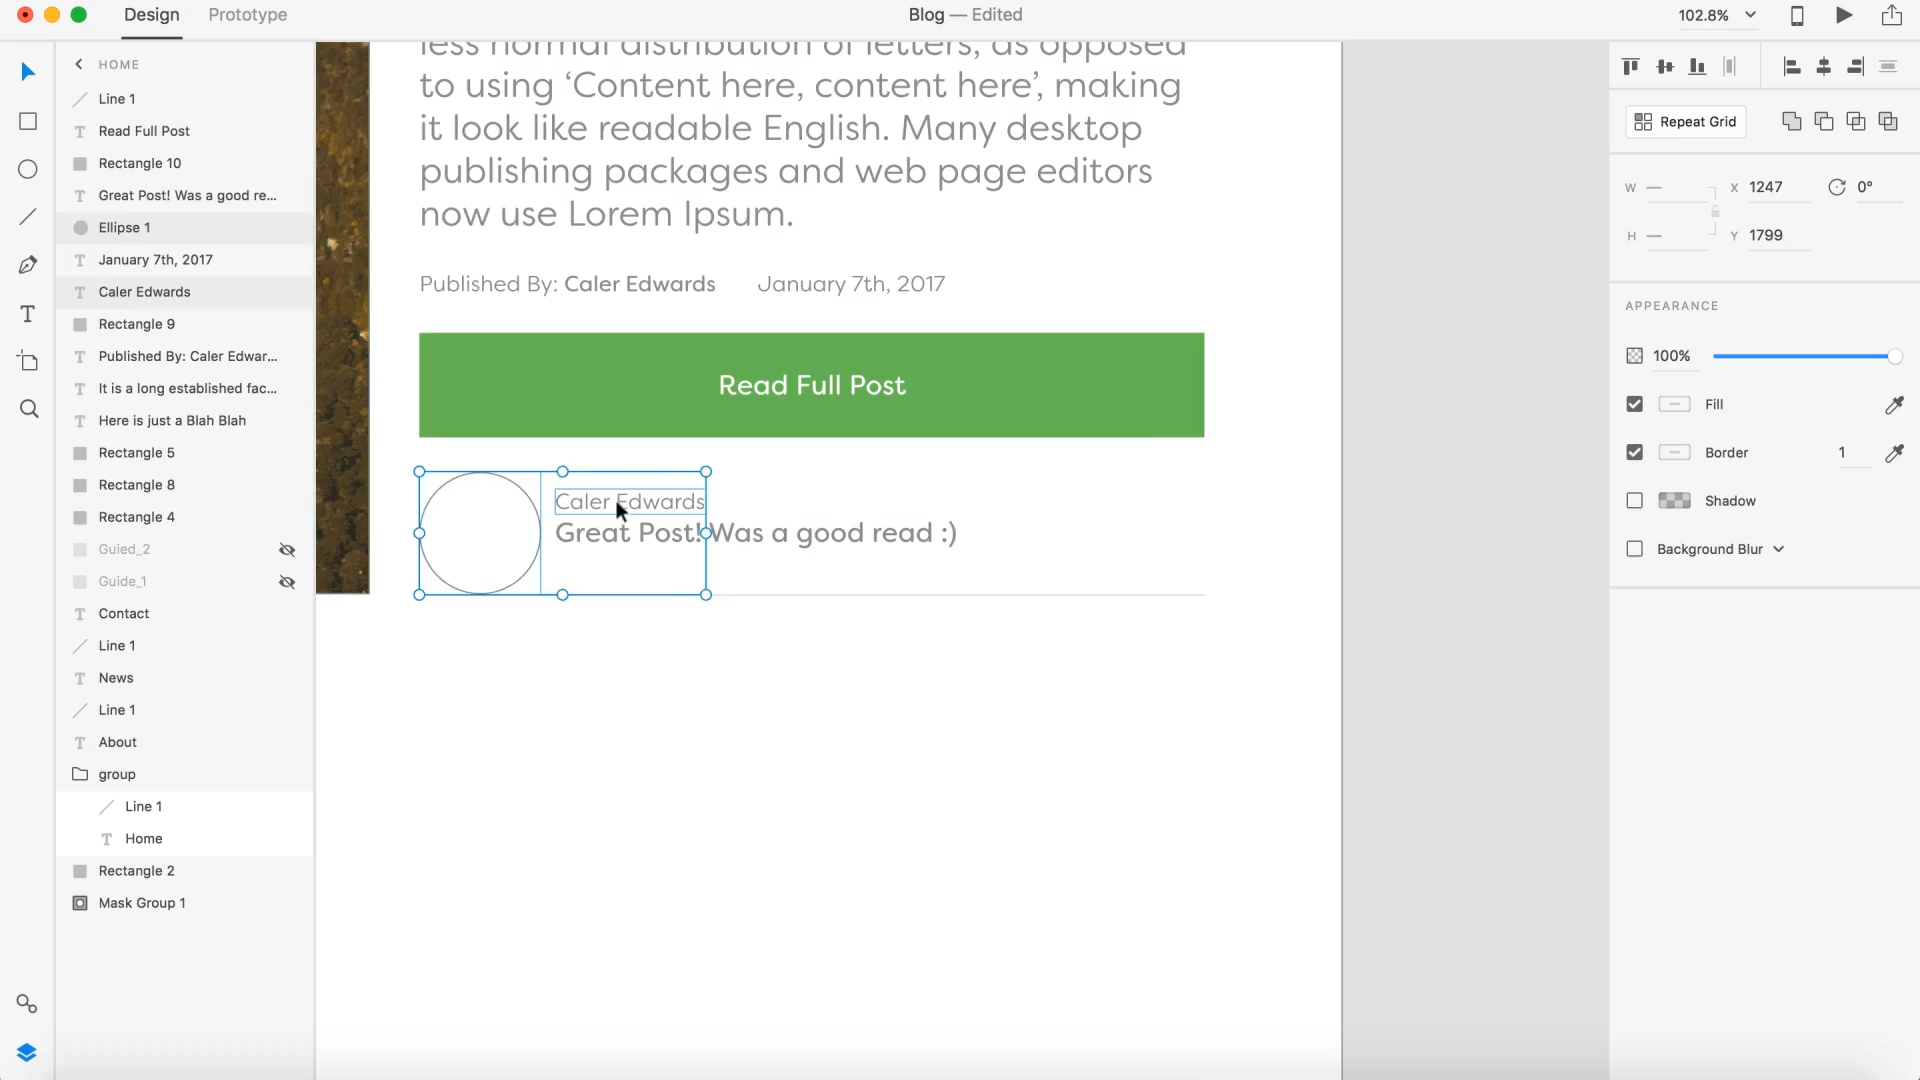 Design
Prototype
Blog — Edited
102.8%
HOME
Line 1
Read Full Post
Rectangle 10
Great Post! Was a good re...
Ellipse 1
January 7th, 2017
Caler Edwards
Rectangle 9
Published By: Caler Edwar...
It is a long established fac...
Here is just a Blah Blah
Rectangle 5
Rectangle 8
Rectangle 4
Guied_2
Guide_1
Contact
Line 1
News
Line 1
About
group
Line 1
Home
Rectangle 2
Mask Group 1
less normal distribution of letters, as opposed
to using ‘Content here, content here’, making
it look like readable English. Many desktop
publishing packages and web page editors
now use Lorem Ipsum.
Published By: Caler Edwards
January 7th, 2017
Read Full Post
Caler Edwards
Great Post! Was a good read :)
Repeat Grid
W —
X 1247
0°
H —
Y 1799
APPEARANCE
100%
Fill
Border 1
Shadow
Background Blur